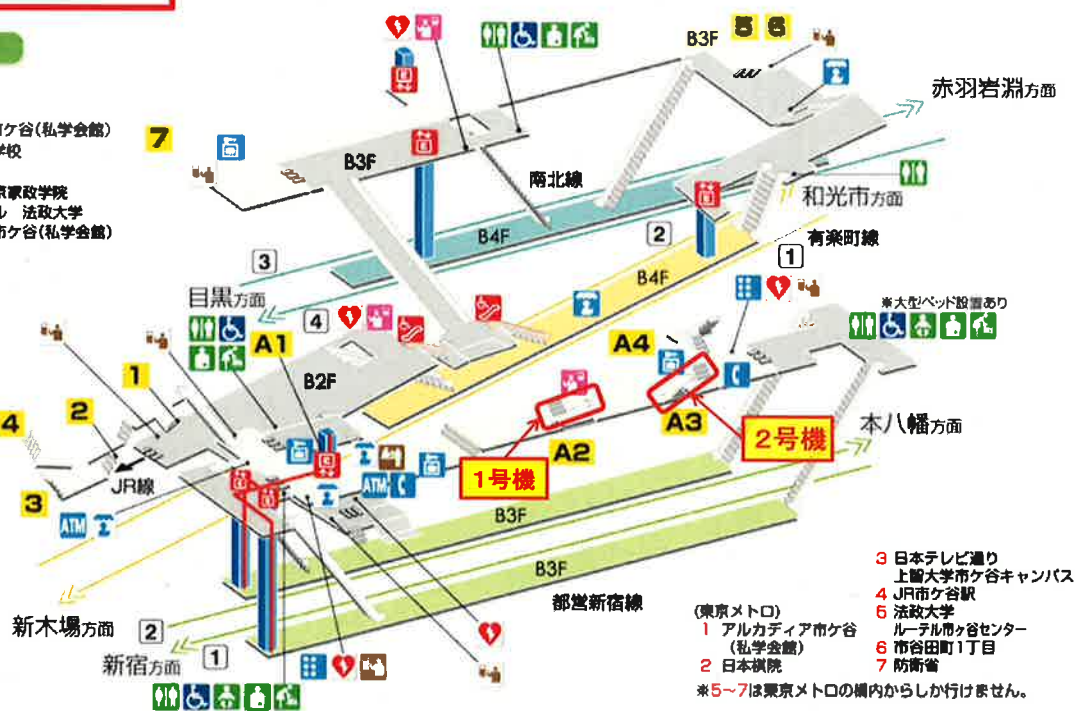 5 6
B3F
赤羽岩淵方面
ケ谷(私学会館)
学校
7
B3F
南北線
京家政学院
ル 法政大学
市ケ谷(私学会館)
和光市方面
B4F
2
有楽町線
3
1
B4F
目黒方面
※大型ベッド設置あり
4
A1
A4
B2F
1
2
4
A3
本八幡方面
2号機
A2
1号機
JR線
3
ATM
ATM
B3F
B3F
新木場方面
2
都営新宿線
新宿方面
1
(東京メトロ)
1 アルカディア市ケ谷
(私学会館)
2 日本棋院
3 日本テレビ通り
上智大学市ケ谷キャンパス
4 JR市ケ谷駅
5 法政大学
ルーテル市ヶ谷センター
6 市谷田町1丁目
7 防衛省
※5~7は東京メトロの構内からしか行けません。